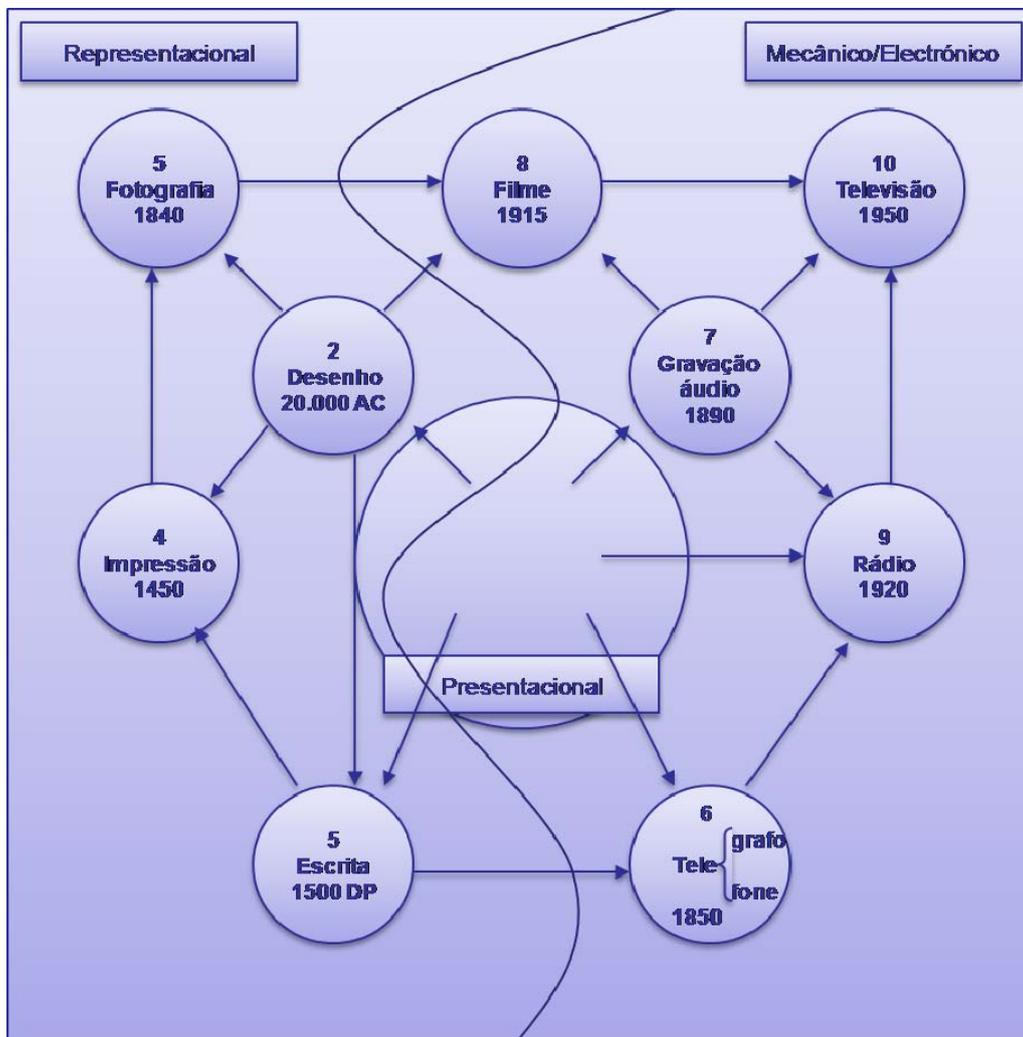 Representacional
Mecânico/Electrónico
5
Fotografia
1840
8
Filme
1915
10
Televisão
1950
2
Desenho
20.000 AC
7
Gravação
áudio
1890
4
Impressão
1450
9
Rádio
1920
Presentacional
5
Escrita
1500 DP
6
grafo
Tele
fone
1850